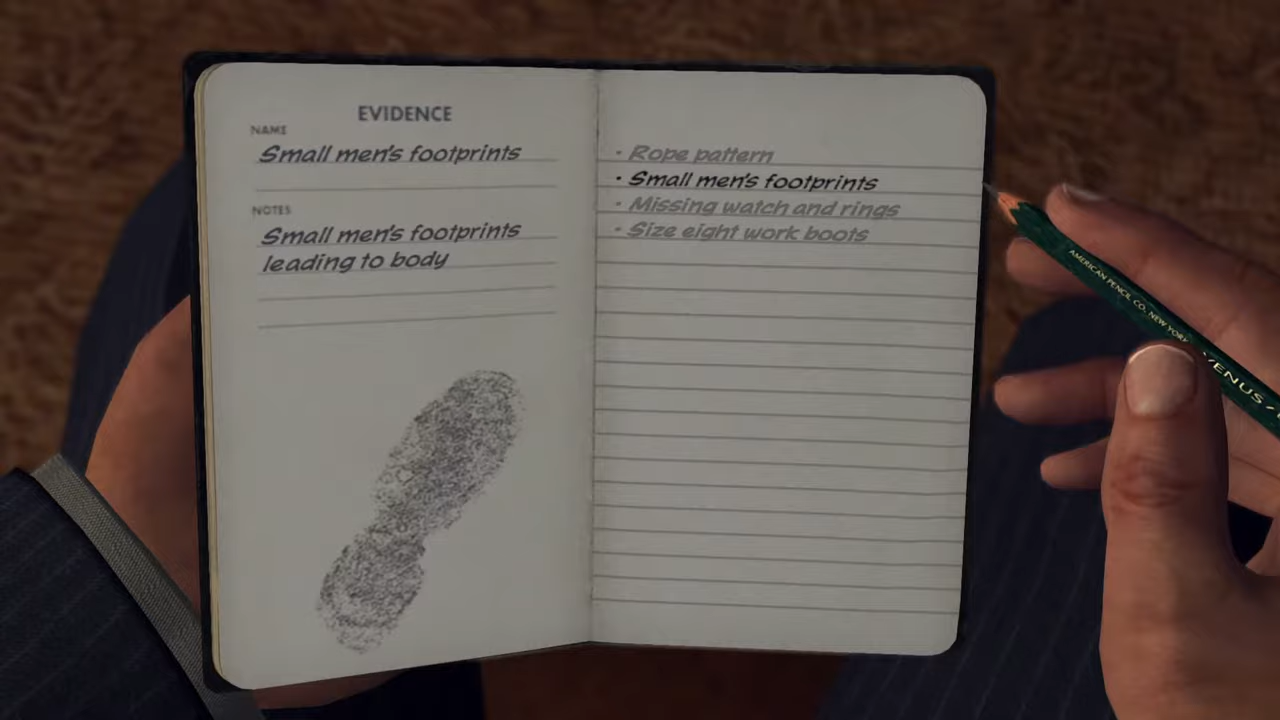 EVIDENCE
NAME
Small men's footprints
NOTES
Small men's footprints
leading to body
• Rope pattern
• Small men's footprints
• Missing watch and rings
• Size eight work boots
AMERICAN PENCIL CO. NEW YORK
VENUS